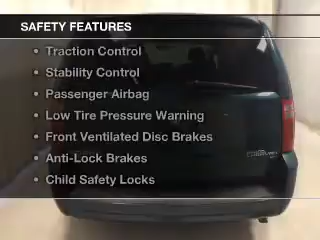 SAFETY FEATURES
• Traction Control
• Stability Control
• Passenger Airbag
• Low Tire Pressure Warning
• Front Ventilated Disc Brakes
• Anti-Lock Brakes
• Child Safety Locks